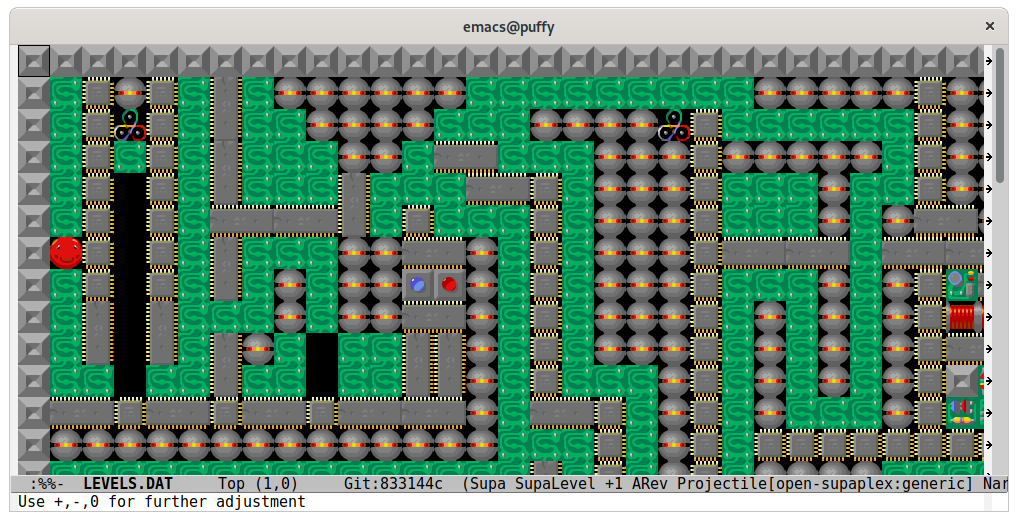 emacs@puffy
:%%- LEVELS.DAT Top (1,0) Git:833144c (Supa SupaLevel +1 ARev Projectile[open-supaplex:generic] Nar
Use +,-,0 for further adjustment